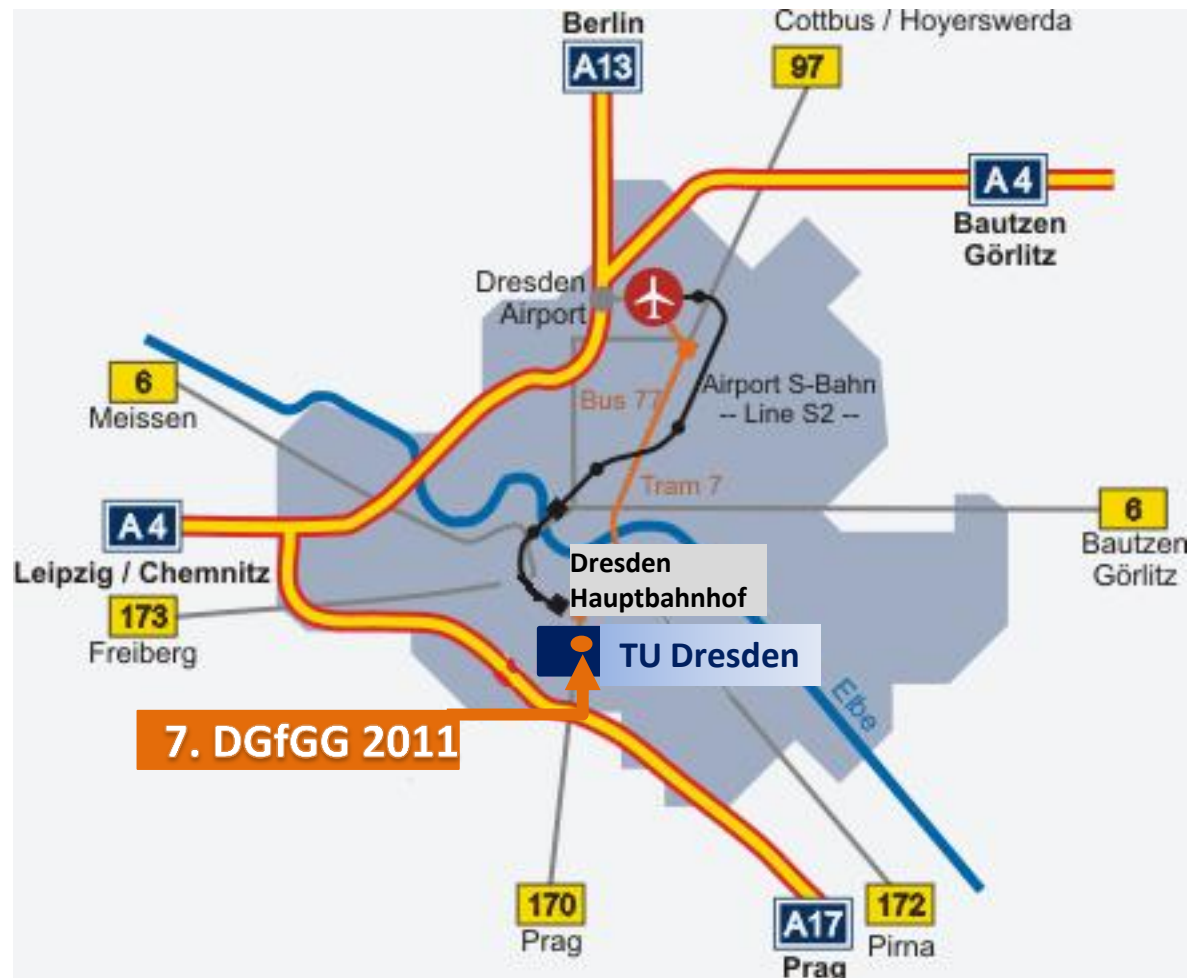 Berlin
A13
Cottbus / Hoyerswerda
97
A 4
Bautzen
Görlitz
Dresden
Airport
6
Meissen
Bus 77
Airport S-Bahn
-- Line S2 --
Tram 7
A 4
Leipzig / Chemnitz
6
Bautzen
Görlitz
Dresden
Hauptbahnhof
173
Freiberg
TU Dresden
Elbe
7. DGfGG 2011
170
Prag
A17
Prag
172
Pirna